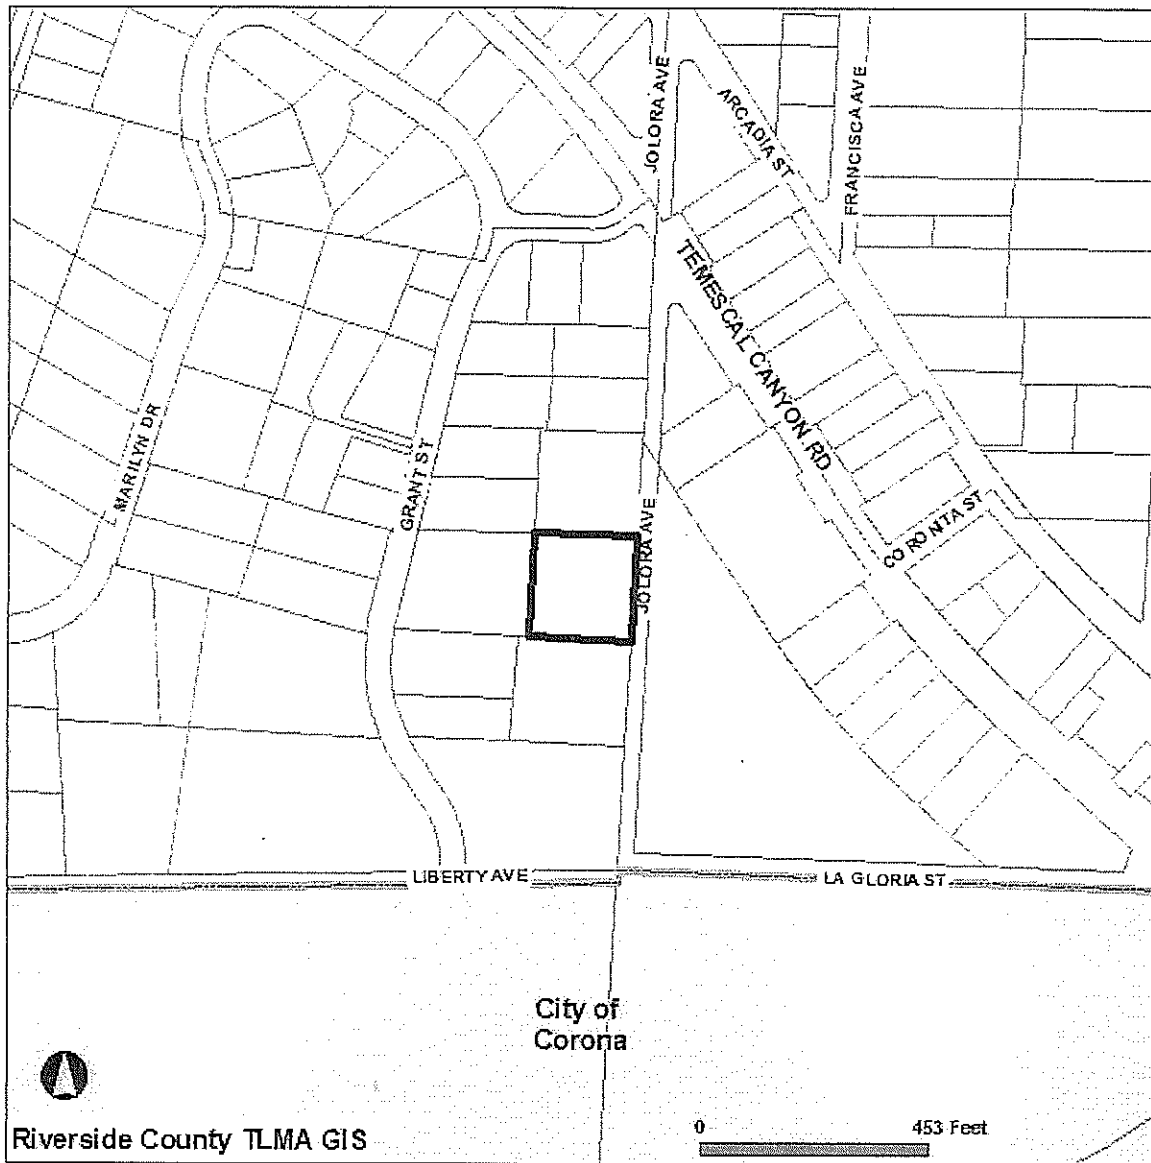 JOLORA AVE
ARCADIA ST
FRANCISCA AVE
TEMESCAL CANYON RD
MARILYN DR
GRANT ST
JOLORA AVE
CORONITA ST
LIBERTY AVE
LA GLORIA ST
City of
Corona
Riverside County TLMA GIS
0
453 Feet